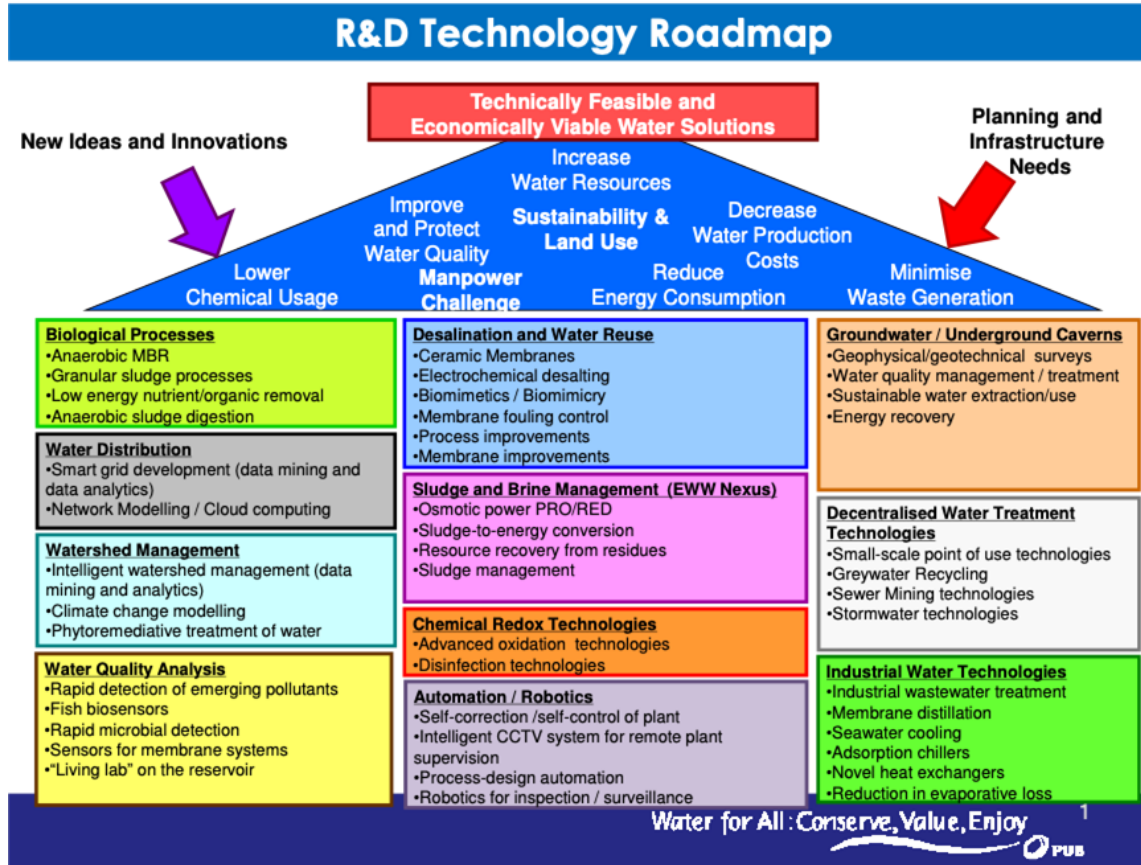 R&D Technology Roadmap
Technically Feasible and
Economically Viable Water Solutions
New Ideas and Innovations
Planning and
Infrastructure
Needs
Increase
Water Resources
Improve
and Protect
Water Quality
Sustainability &
Land Use
Decrease
Water Production
Costs
Lower
Chemical Usage
Manpower
Challenge
Reduce
Energy Consumption
Minimise
Waste Generation
Biological Processes
•Anaerobic MBR
•Granular sludge processes
•Low energy nutrient/organic removal
•Anaerobic sludge digestion
Water Distribution
•Smart grid development (data mining and
data analytics)
•Network Modelling / Cloud computing
Watershed Management
•Intelligent watershed management (data
mining and analytics)
•Climate change modelling
•Phytoremediative treatment of water
Water Quality Analysis
•Rapid detection of emerging pollutants
•Fish biosensors
•Rapid microbial detection
•Sensors for membrane systems
•“Living lab” on the reservoir
Desalination and Water Reuse
•Ceramic Membranes
•Electrochemical desalting
•Biomimetics / Biomimicry
•Membrane fouling control
•Process improvements
•Membrane improvements
Sludge and Brine Management (EWW Nexus)
•Osmotic power PRO/RED
•Sludge-to-energy conversion
•Resource recovery from residues
•Sludge management
Chemical Redox Technologies
•Advanced oxidation technologies
•Disinfection technologies
Automation / Robotics
•Self-correction /self-control of plant
•Intelligent CCTV system for remote plant
supervision
•Process-design automation
•Robotics for inspection / surveillance
Groundwater / Underground Caverns
•Geophysical/geotechnical surveys
•Water quality management / treatment
•Sustainable water extraction/use
•Energy recovery
Decentralised Water Treatment
Technologies
•Small-scale point of use technologies
•Greywater Recycling
•Sewer Mining technologies
•Stormwater technologies
Industrial Water Technologies
•Industrial wastewater treatment
•Membrane distillation
•Seawater cooling
•Adsorption chillers
•Novel heat exchangers
•Reduction in evaporative loss
Water for All: Conserve, Value, Enjoy
1
PUB